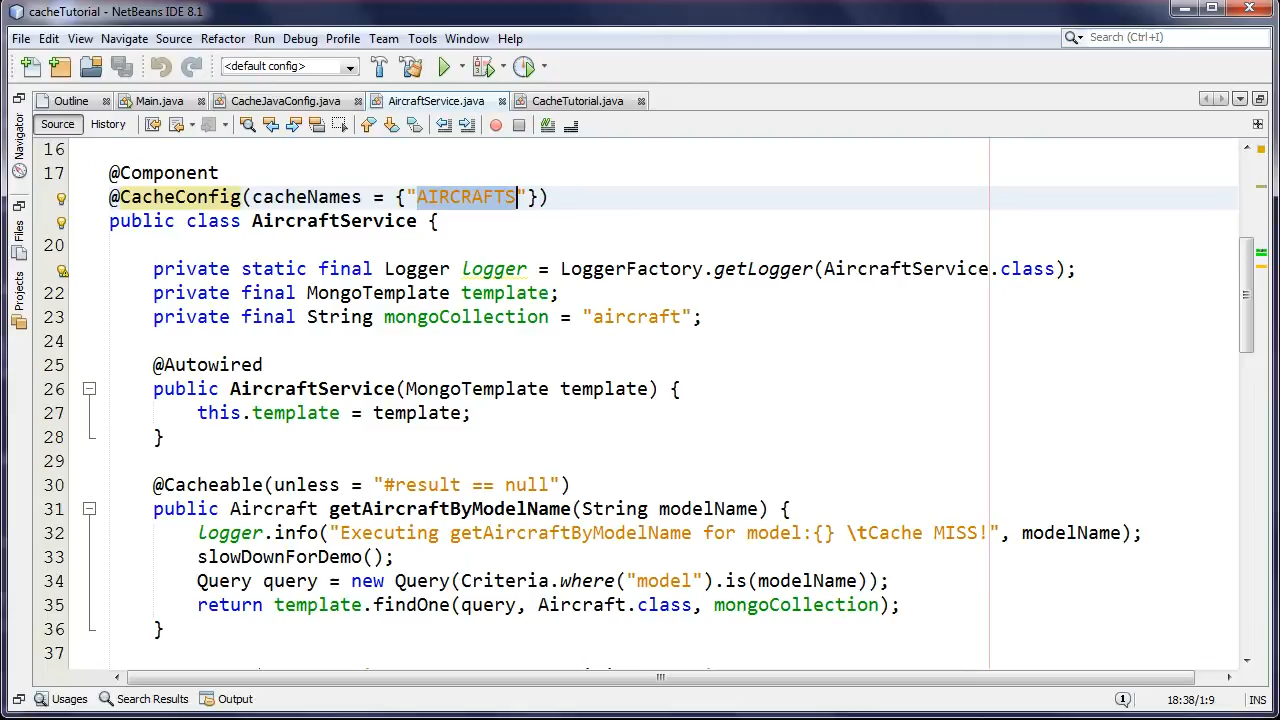 cacheTutorial - NetBeans IDE 8.1
File Edit View Navigate Source Refactor Run Debug Profile Team Tools Window Help
Search (Ctrl+I)
<default config>
Outline Main.java CacheJavaConfig.java AircraftService.java CacheTutorial.java
Source History
Navigator
Files
Projects
16
17 @Component
@CacheConfig(cacheNames = {"AIRCRAFTS"})
public class AircraftService {
20
private static final Logger logger = LoggerFactory.getLogger(AircraftService.class);
22 private final MongoTemplate template;
23 private final String mongoCollection = "aircraft";
24
25 @Autowired
26 public AircraftService(MongoTemplate template) {
27 this.template = template;
28 }
29
30 @Cacheable(unless = "#result == null")
31 public Aircraft getAircraftByModelName(String modelName) {
32 logger.info("Executing getAircraftByModelName for model:{} \tCache MISS!", modelName);
33 slowDownForDemo();
34 Query query = new Query(Criteria.where("model").is(modelName));
35 return template.findOne(query, Aircraft.class, mongoCollection);
36 }
37
Usages Search Results Output
1 18:38/1:9 INS